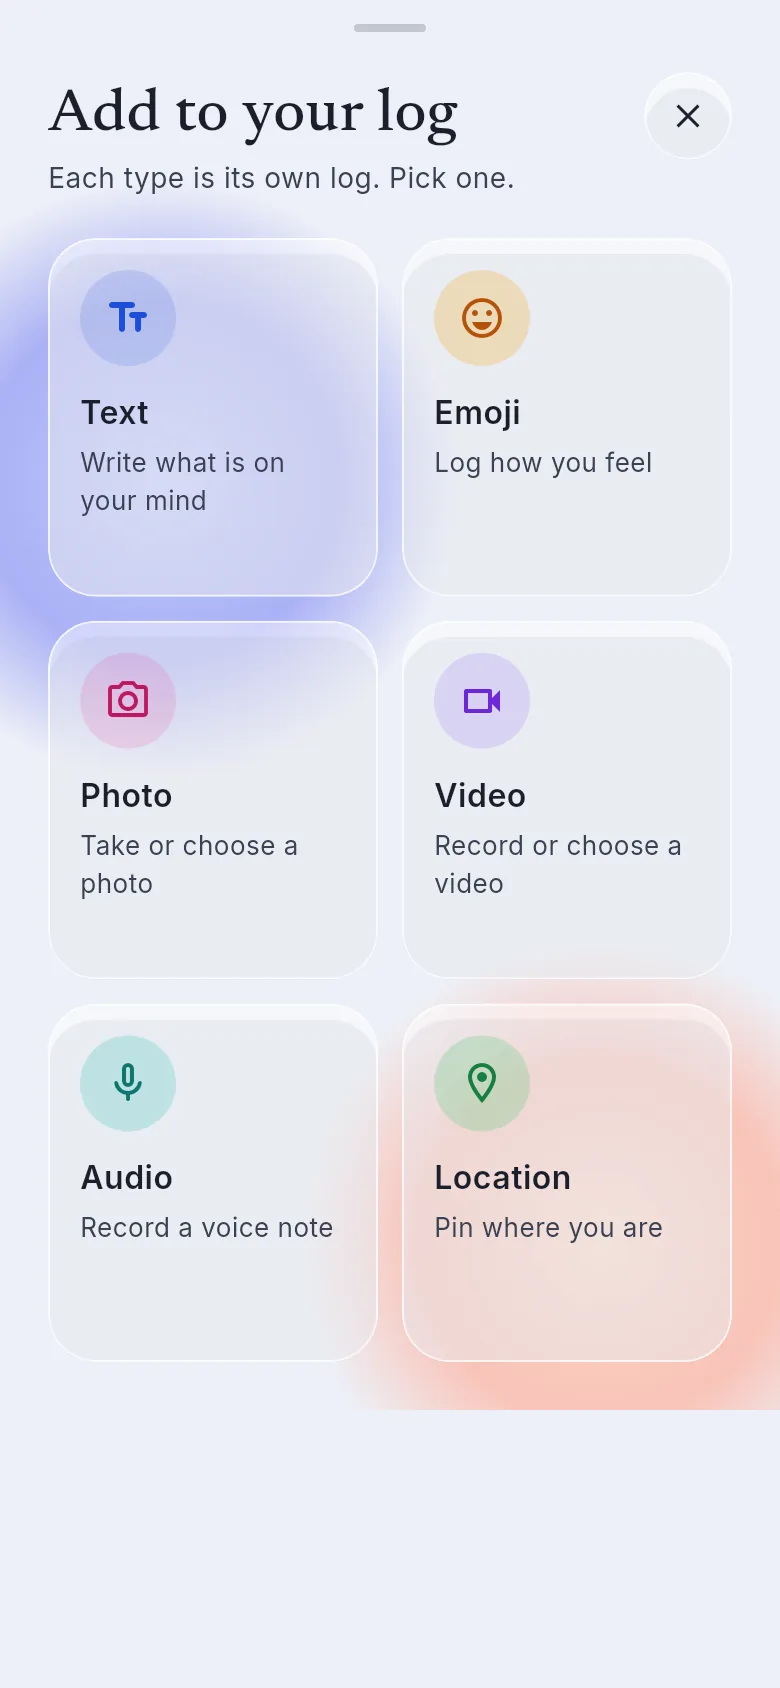 Add to your log
Each type is its own log. Pick one.
Text
Write what is on
your mind
Emoji
Log how you feel
Photo
Take or choose a
photo
Video
Record or choose a
video
Audio
Record a voice note
Location
Pin where you are